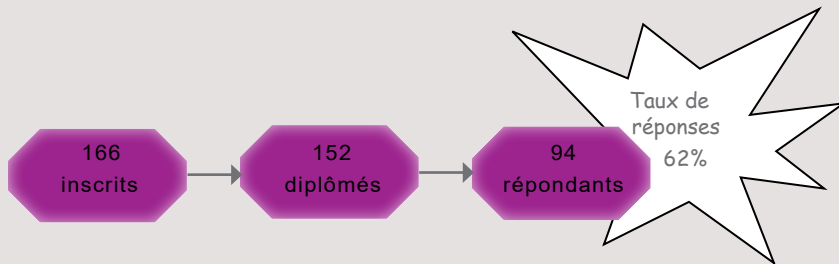 166
inscrits
152
diplômés
94
répondants
Taux de
réponses
62%